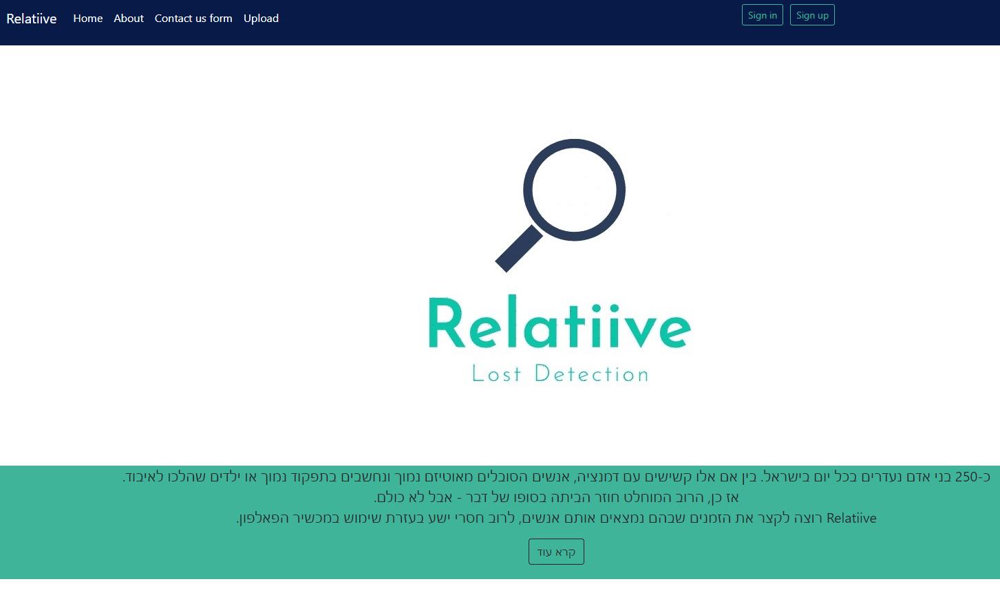 Relatiive Home About Contact us form Upload Sign in Sign up
Relatiive
Lost Detection
כ-250 בני אדם נעדרים בכל יום בישראל. בין אם אלו קשישים עם דמנציה, אנשים הסובלים מאוטיזם נמוך ונחשבים בתפקוד נמוך או ילדים שהלכו לאיבוד.
אז כן, הרוב המוחלט חוזר הביתה בסופו של דבר - אבל לא כולם.
Relatiive רוצה לקצר את הזמנים שבהם נמצאים אותם אנשים, לרוב חסרי ישע בעזרת שימוש במכשיר הפאלפון.
קרא עוד